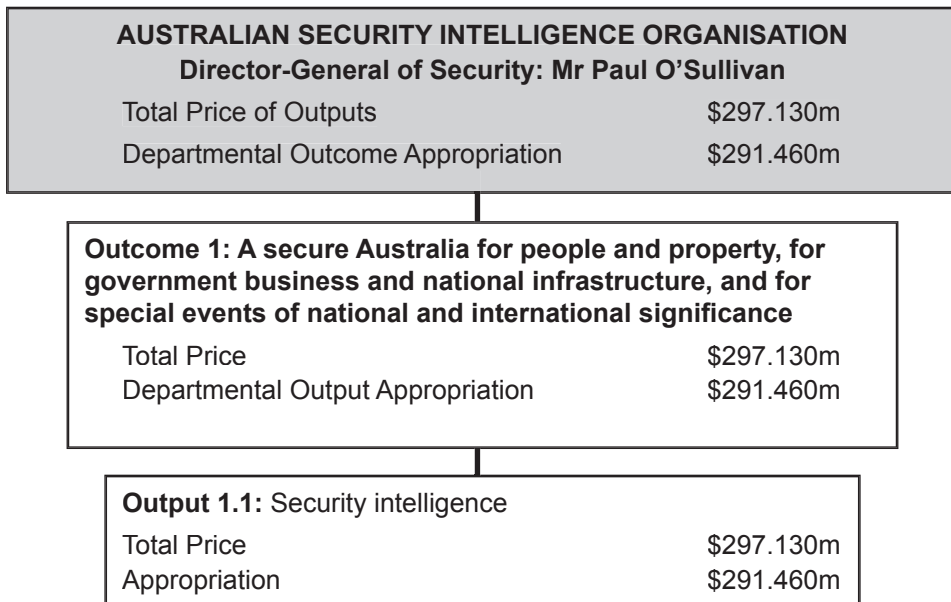 AUSTRALIAN SECURITY INTELLIGENCE ORGANISATION
Director-General of Security: Mr Paul O’Sullivan
Total Price of Outputs $297.130m
Departmental Outcome Appropriation $291.460m
Outcome 1: A secure Australia for people and property, for
government business and national infrastructure, and for
special events of national and international significance
Total Price $297.130m
Departmental Output Appropriation $291.460m
Output 1.1: Security intelligence
Total Price $297.130m
Appropriation $291.460m